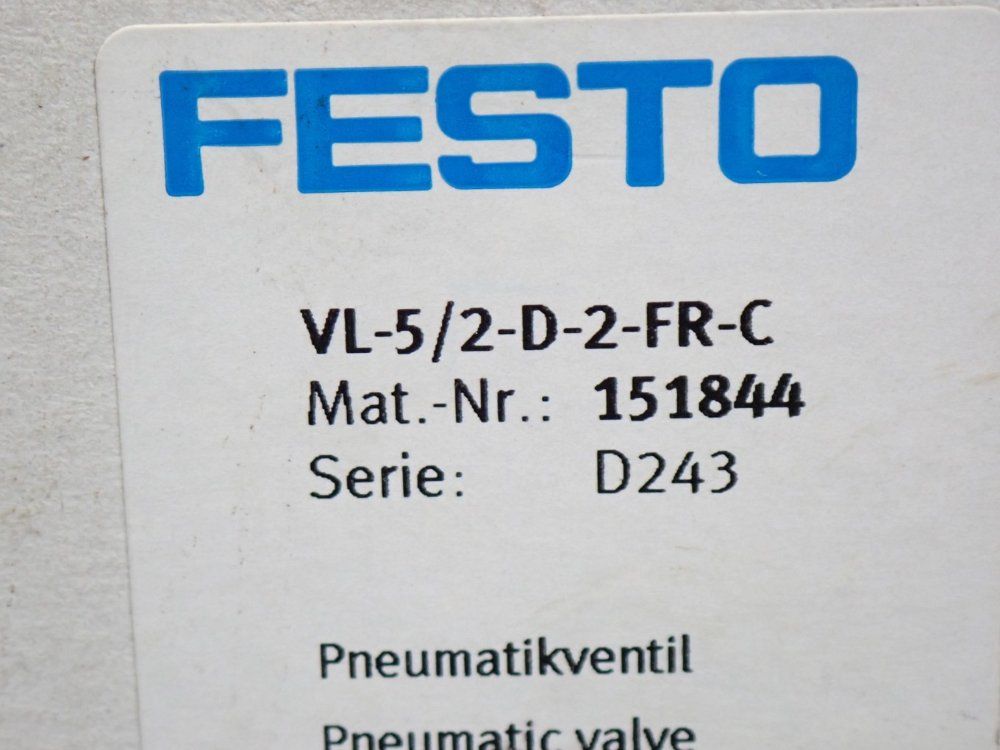 FESTO
VL-5/2-D-2-FR-C
Mat.-Nr.: 151844
Serie: D243
Pneumatikventil
Pneumatic valve